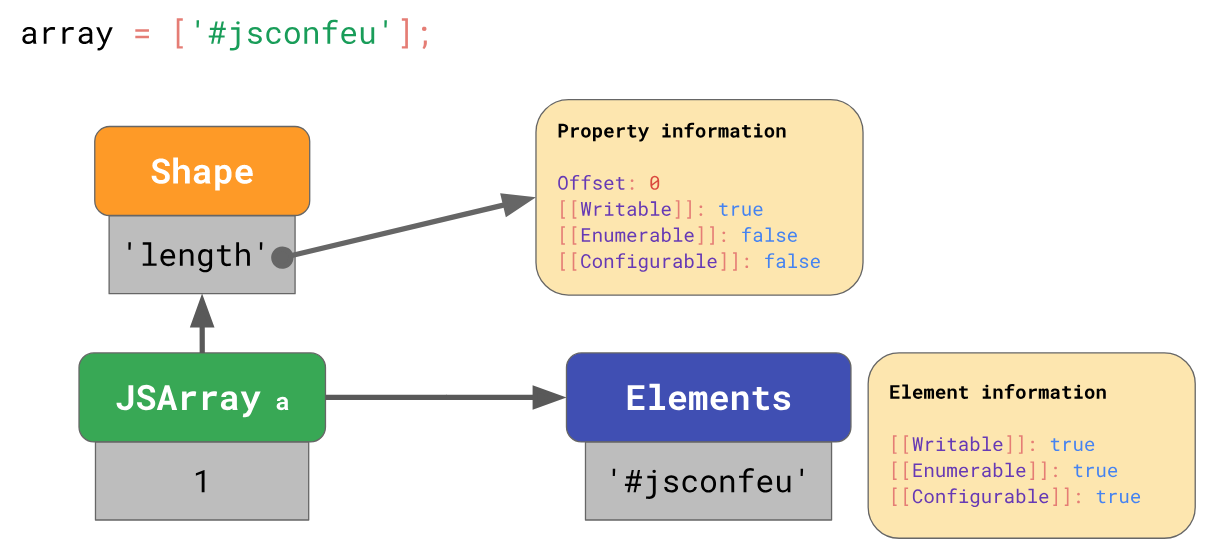 array = ['#jsconfeu'];
Shape
'length'
Property information
Offset: 0
[[Writable]]: true
[[Enumerable]]: false
[[Configurable]]: false
JSArray a
1
Elements
'#jsconfeu'
Element information
[[Writable]]: true
[[Enumerable]]: true
[[Configurable]]: true